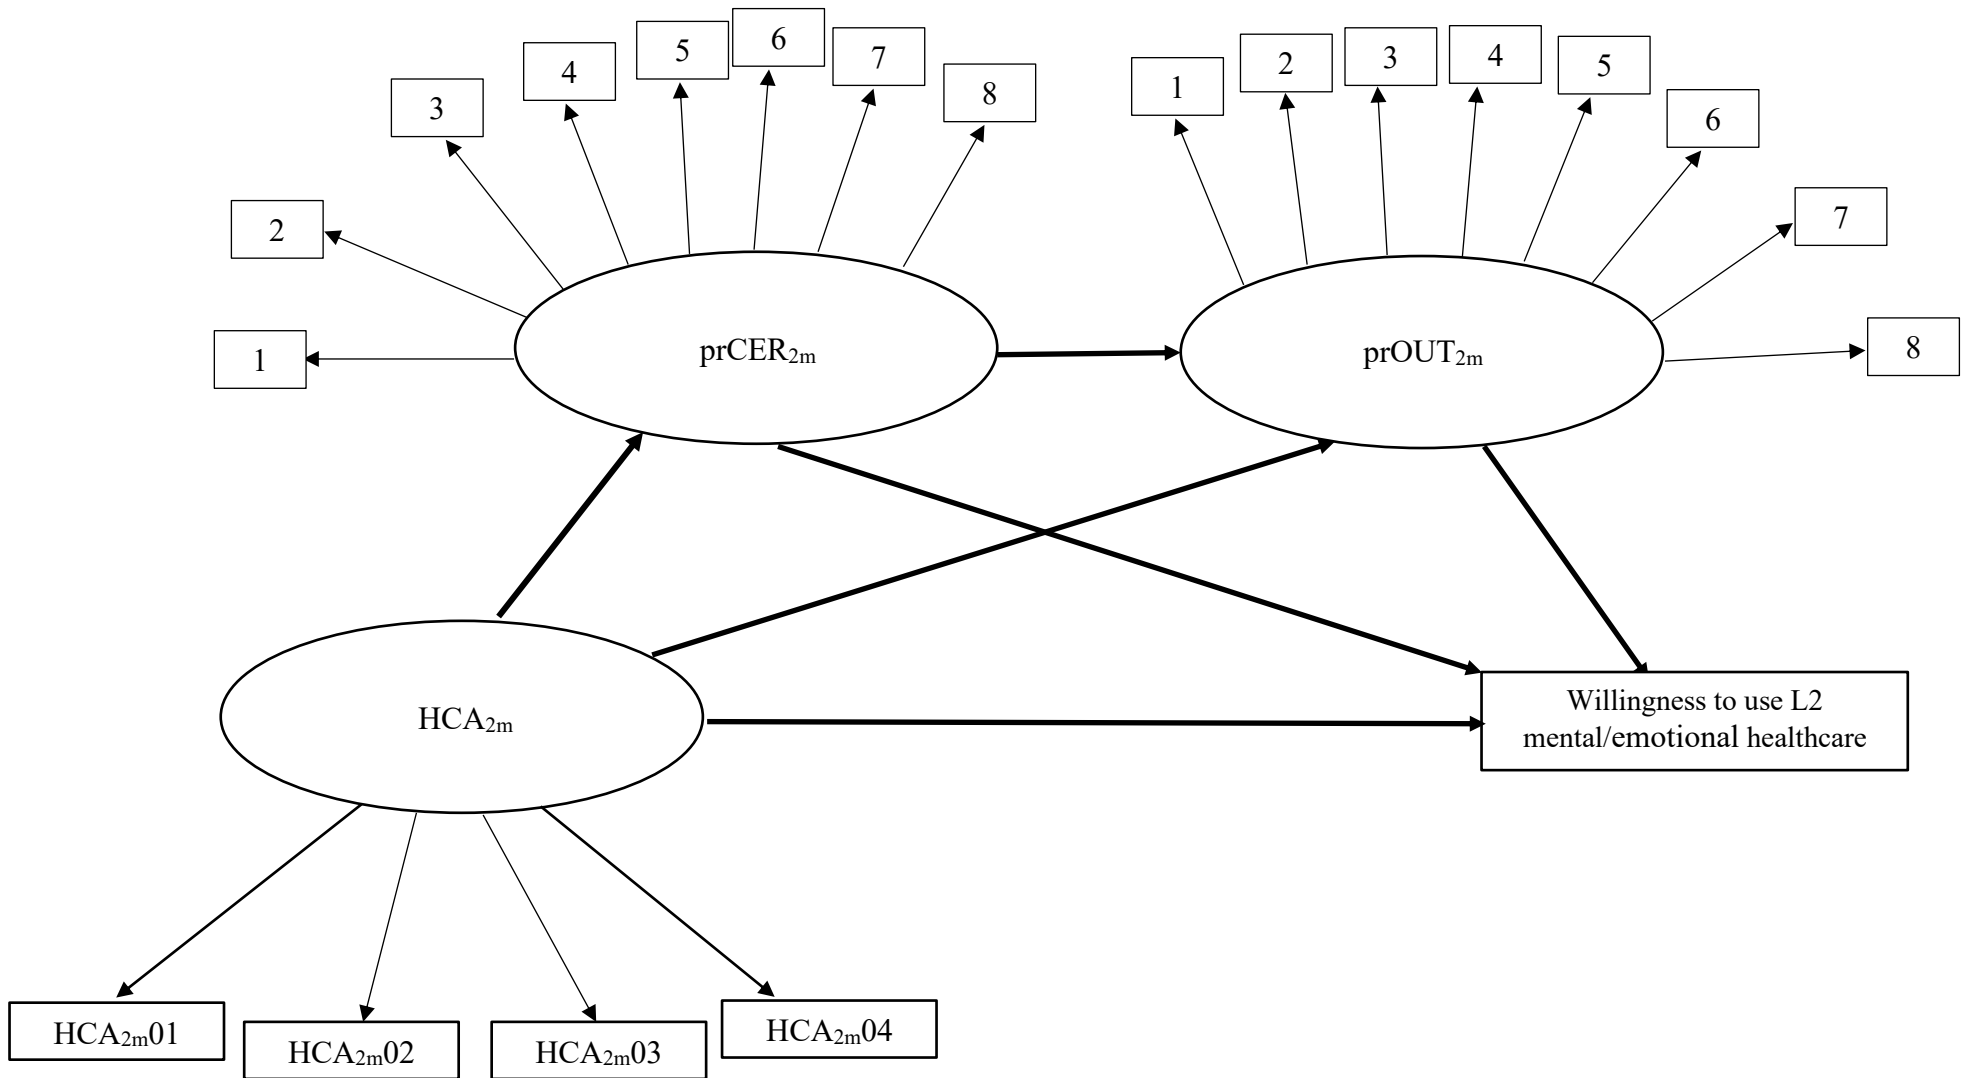 1
2
3
4
5
6
7
8
1
2
3
4
5
6
7
8
prCER2m
prOUT2m
HCA2m
Willingness to use L2
mental/emotional healthcare
HCA2m01
HCA2m02
HCA2m03
HCA2m04